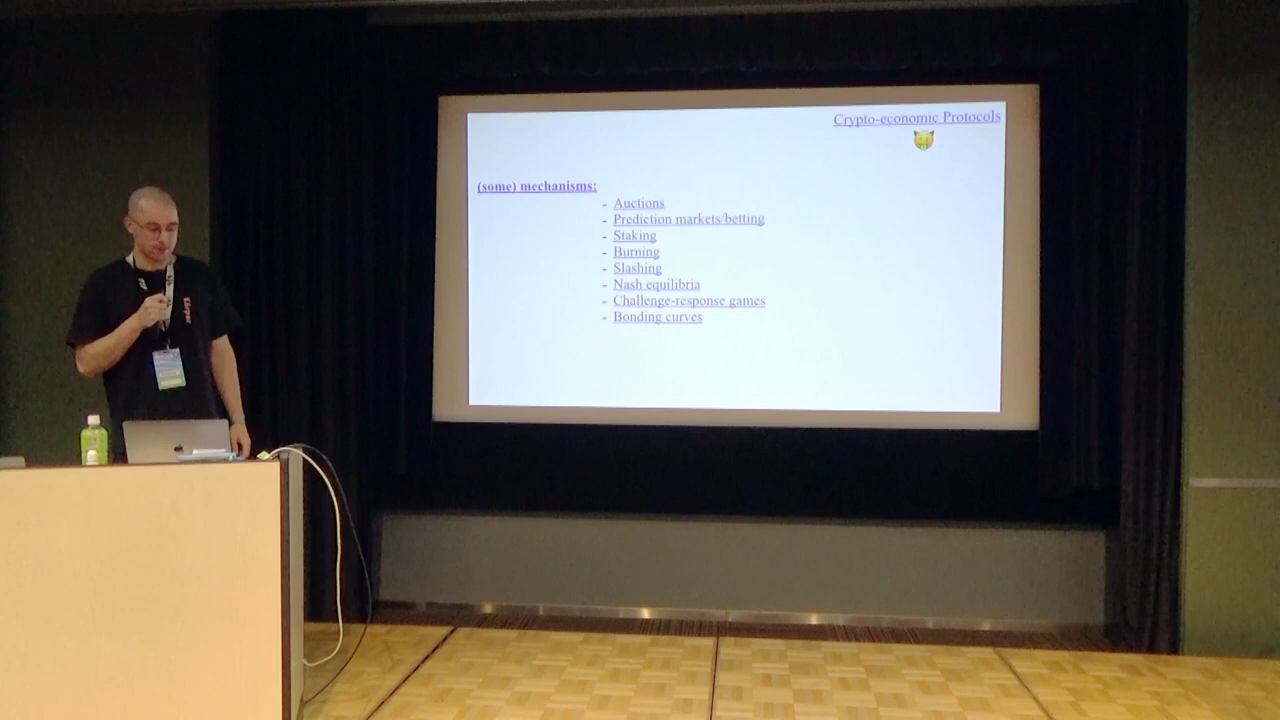 Crypto-economic Protocols
(some) mechanisms:
- Auctions
- Prediction markets/betting
- Staking
- Burning
- Slashing
- Nash equilibria
- Challenge-response games
- Bonding curves